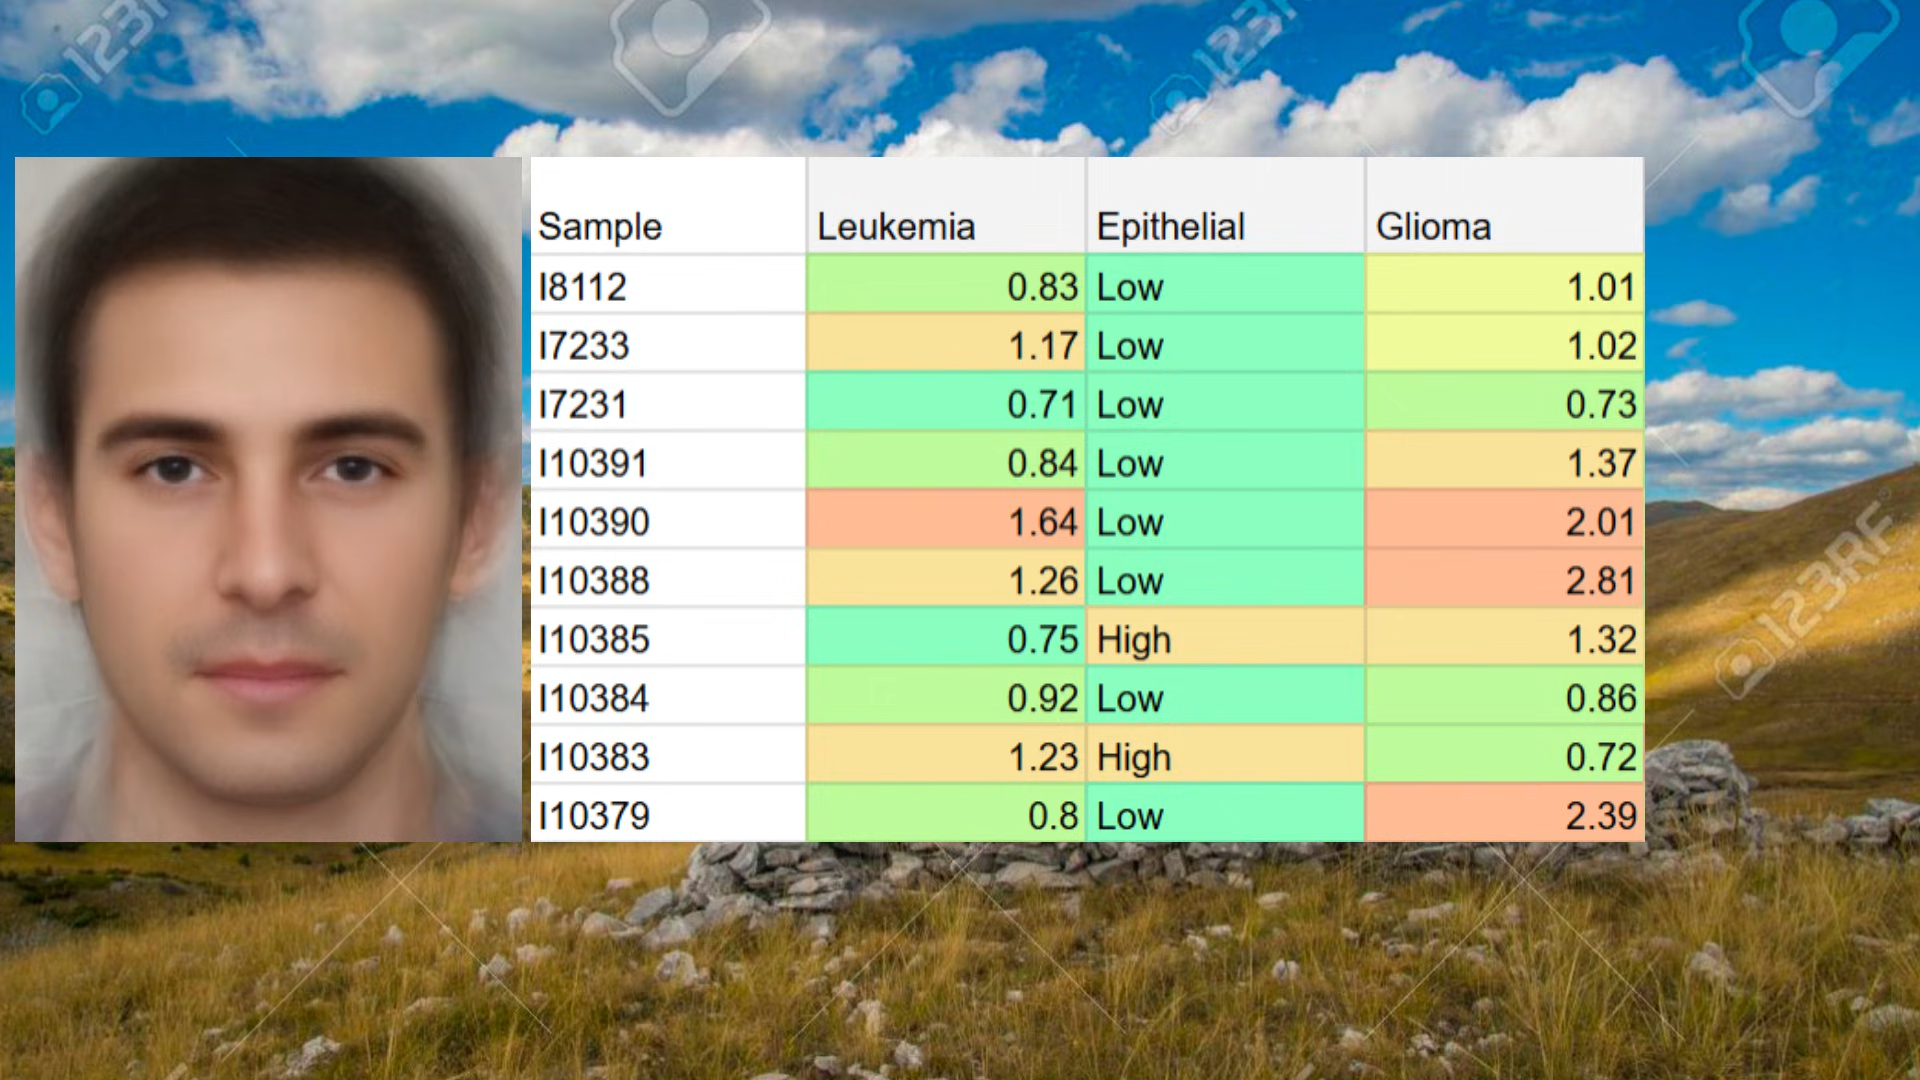 123RF
123RF
Sample Leukemia Epithelial Glioma
I8112 0.83 Low 1.01
I7233 1.17 Low 1.02
I7231 0.71 Low 0.73
I10391 0.84 Low 1.37
I10390 1.64 Low 2.01
I10388 1.26 Low 2.81
I10385 0.75 High 1.32
I10384 0.92 Low 0.86
I10383 1.23 High 0.72
I10379 0.8 Low 2.39
123RF